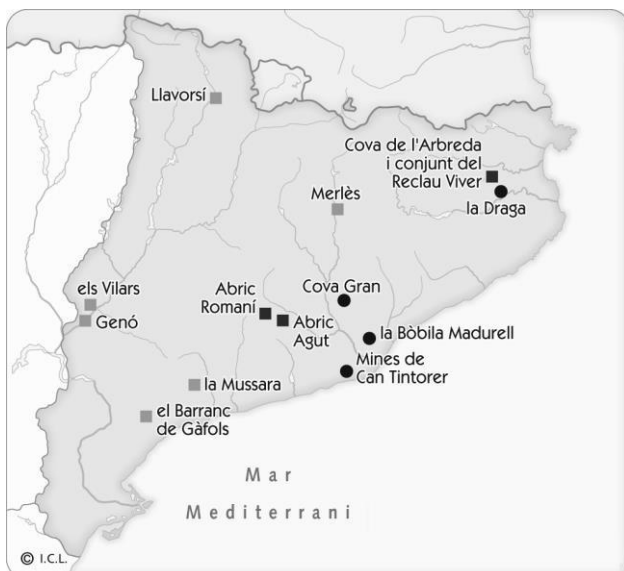 Llavorsí
Cova de l'Arbreda
i conjunt del
Reclau Viver
la Draga
Merlès
els Vilars
Genó
Abric
Romaní
Cova Gran
Abric
Agut
la Bòbila Madurell
Mines de
Can Tintorer
la Mussara
el Barranc
de Gàfols
Mar
Mediterrani
© I.C.L.